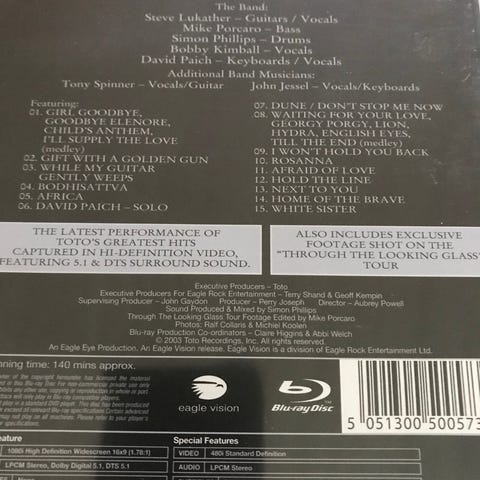 The Band:
Steve Lukather – Guitars / Vocals
Mike Porcaro – Bass
Simon Phillips – Drums
Bobby Kimball – Vocals
David Paich – Keyboards / Vocals
Additional Band Musicians:
Tony Spinner – Vocals/Guitar John Jessel – Vocals/Keyboards
Featuring:
01. GIRL GOODBYE,
GOODBYE ELENORE,
CHILD'S ANTHEM,
I'LL SUPPLY THE LOVE
(medley)
02. GIFT WITH A GOLDEN GUN
03. WHILE MY GUITAR
GENTLY WEEPS
04. BODHISATTVA
05. AFRICA
06. DAVID PAICH – SOLO
07. DUNE / DON'T STOP ME NOW
08. WAITING FOR YOUR LOVE,
GEORGY PORGY, LION,
HYDRA, ENGLISH EYES,
TILL THE END (medley)
09. I WON'T HOLD YOU BACK
10. ROSANNA
11. AFRAID OF LOVE
12. HOLD THE LINE
13. NEXT TO YOU
14. HOME OF THE BRAVE
15. WHITE SISTER
THE LATEST PERFORMANCE OF
TOTO'S GREATEST HITS
CAPTURED IN HI-DEFINITION VIDEO,
FEATURING 5.1 & DTS SURROUND SOUND.
ALSO INCLUDES EXCLUSIVE
FOOTAGE SHOT ON THE
"THROUGH THE LOOKING GLASS"
TOUR
Executive Producers – Toto
Executive Producers For Eagle Rock Entertainment – Terry Shand & Geoff Kempin
Supervising Producer – John Gaydon Producer – Perry Joseph Director – Aubrey Powell
Sound Produced & Mixed by Simon Phillips
Through The Looking Glass Tour Footage Edited by Mike Porcaro
Photos: Ralf Collaris & Michiel Koolen
Blu-ray Production Co-ordinators – Claire Higgins & Abbi Welch
© 2003 Toto Recordings, Inc. All rights reserved.
An Eagle Eye Production. An Eagle Vision release. Eagle Vision is a division of Eagle Rock Entertainment Ltd.
nning time: 140 mins approx.
eagle vision
Blu-ray Disc
5 051300 50057
eature
1080i High Definition Widescreen 16x9 (1.78:1)
LPCM Stereo, Dolby Digital 5.1, DTS 5.1
Special Features
VIDEO 480i Standard Definition
AUDIO LPCM Stereo